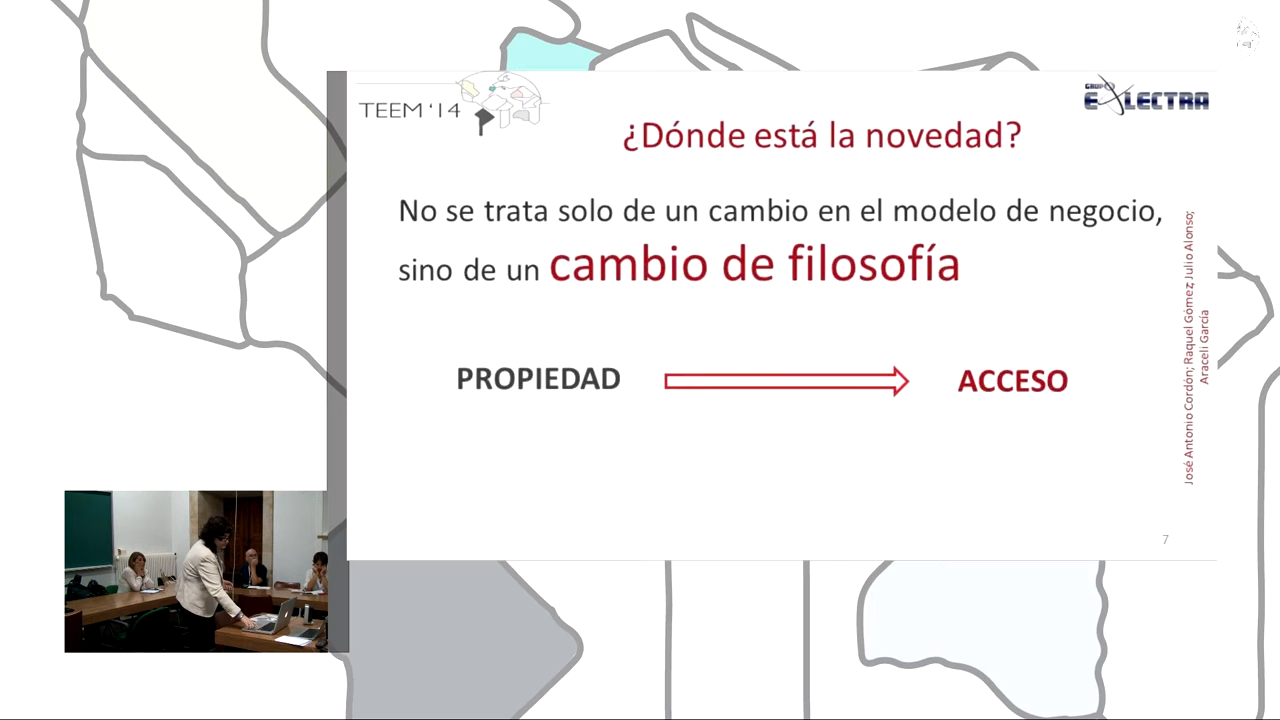 TEEM ‘14
GRUPO
E LECTRA
¿Dónde está la novedad?
No se trata solo de un cambio en el modelo de negocio,
sino de un cambio de filosofía
PROPIEDAD
ACCESO
José Antonio Cordón; Raquel Gómez; Julio Alonso;
Araceli García
7